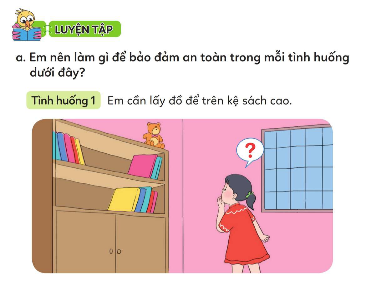 LUYỆN TẬP
a. Em nên làm gì để bảo đảm an toàn trong mỗi tình huống
dưới đây?
Tình huống 1 Em cần lấy đồ để trên kệ sách cao.
?